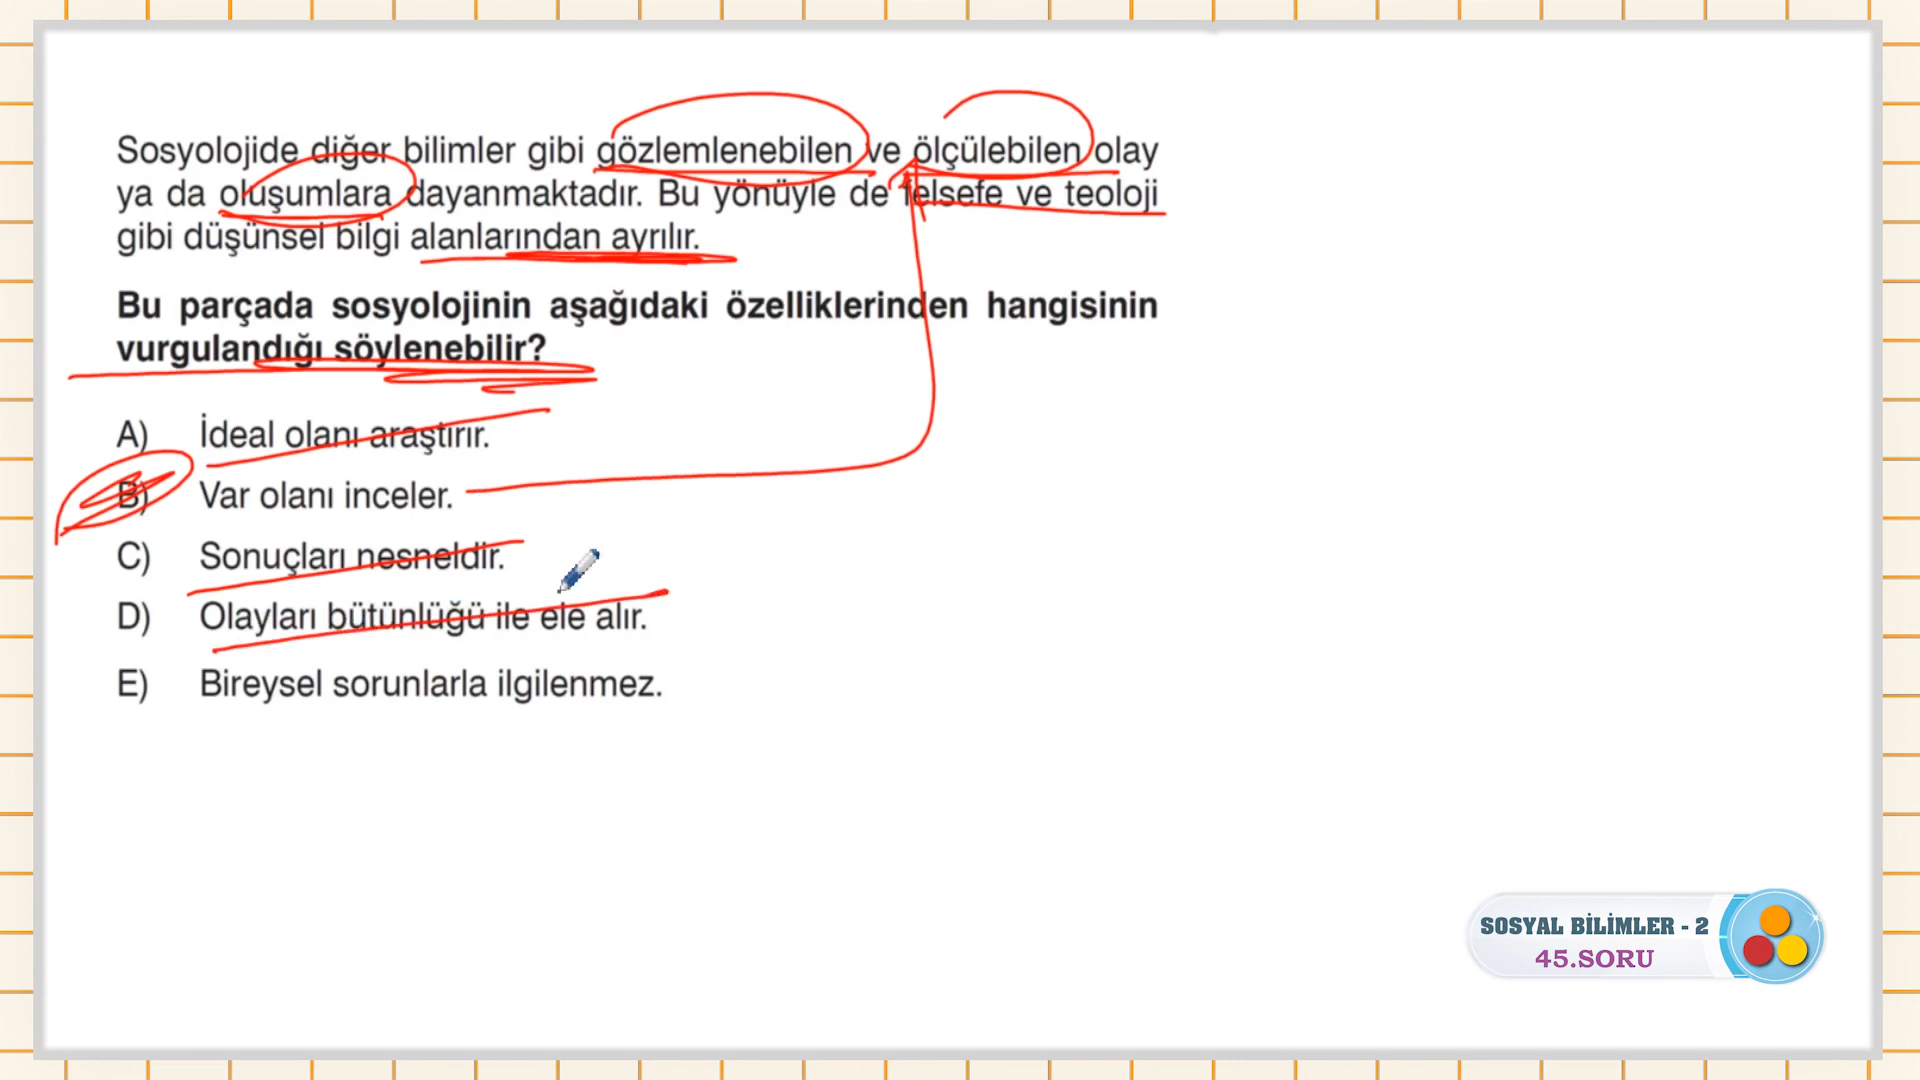 Sosyolojide diğer bilimler gibi gözlemlenebilen ve ölçülebilen olay
ya da oluşumlara dayanmaktadır. Bu yönüyle de felsefe ve teoloji
gibi düşünsel bilgi alanlarından ayrılır.
Bu parçada sosyolojinin aşağıdaki özelliklerinden hangisinin
vurgulandığı söylenebilir?
A) İdeal olanı araştırır.
B) Var olanı inceler.
C) Sonuçları nesneldir.
D) Olayları bütünlüğü ile ele alır.
E) Bireysel sorunlarla ilgilenmez.
SOSYAL BİLİMLER - 2
45.SORU